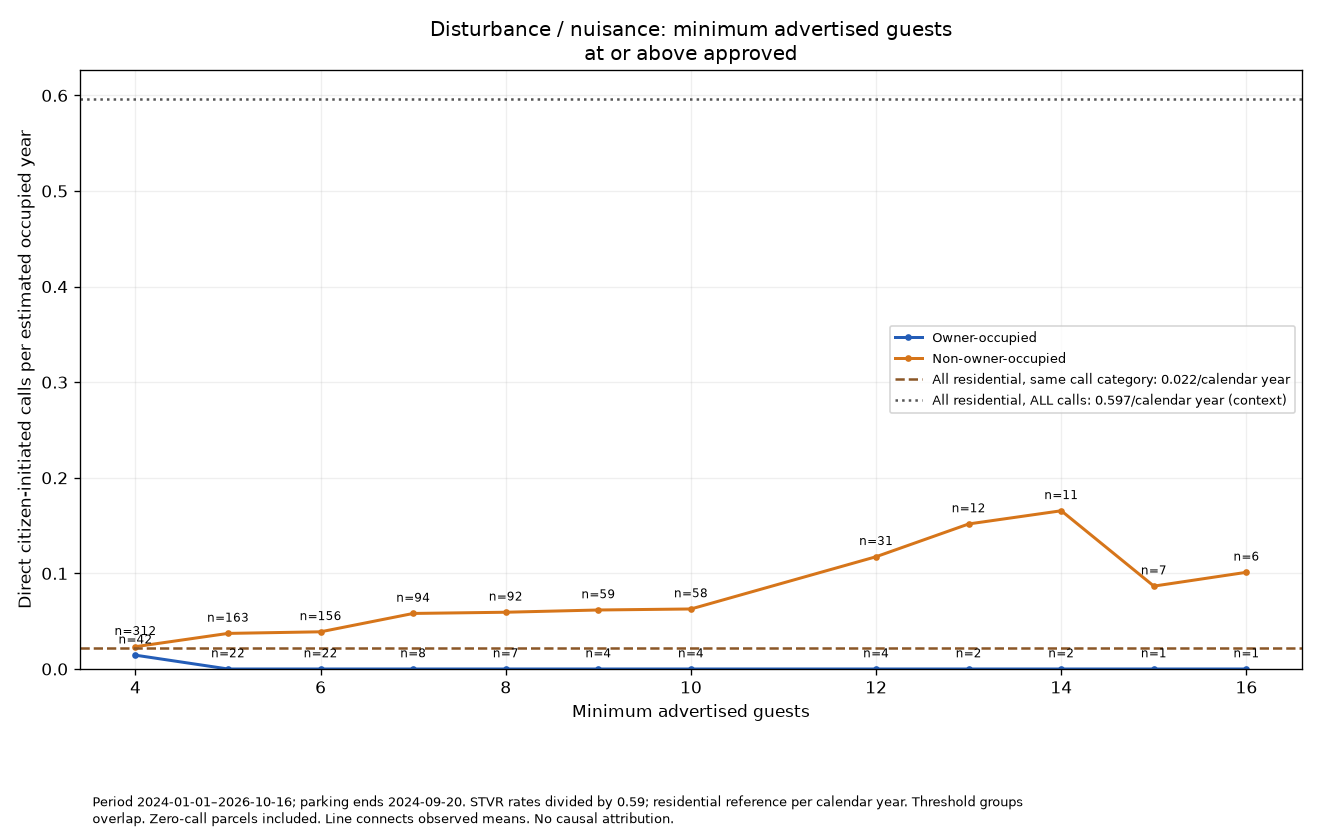 Disturbance / nuisance: minimum advertised guests
at or above approved
Direct citizen-initiated calls per estimated occupied year
0.6
0.5
0.4
0.3
0.2
0.1
0.0
Owner-occupied
Non-owner-occupied
All residential, same call category: 0.022/calendar year
All residential, ALL calls: 0.597/calendar year (context)
n=312
n=163
n=156
n=94
n=92
n=59
n=58
n=31
n=12
n=11
n=7
n=6
n=42
n=22
n=22
n=8
n=7
n=4
n=4
n=4
n=2
n=2
n=1
n=1
4
6
8
10
12
14
16
Minimum advertised guests
Period 2024-01-01–2026-10-16; parking ends 2024-09-20. STVR rates divided by 0.59; residential reference per calendar year. Threshold groups
overlap. Zero-call parcels included. Line connects observed means. No causal attribution.